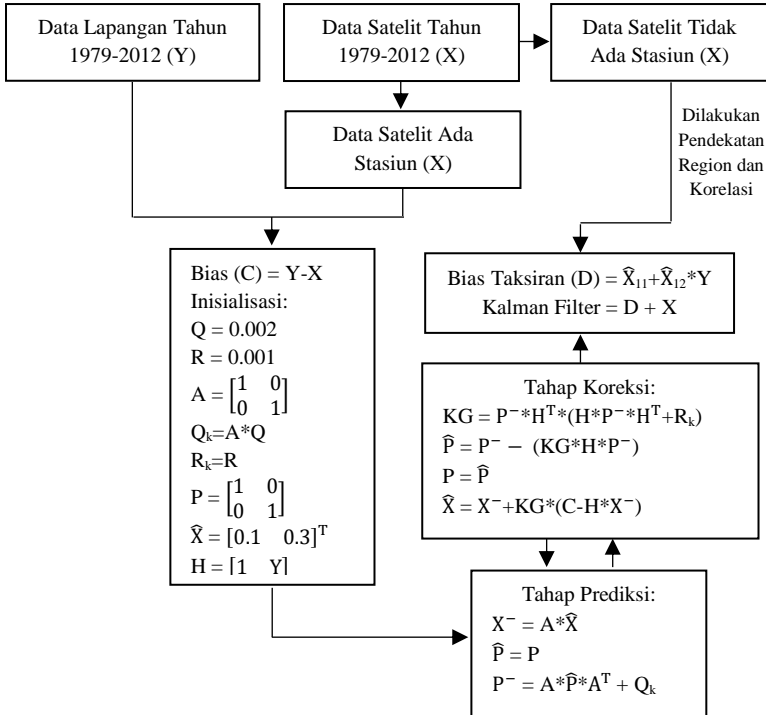 Data Lapangan Tahun
1979-2012 (Y)
Data Satelit Tahun
1979-2012 (X)
Data Satelit Tidak
Ada Stasiun (X)
Data Satelit Ada
Stasiun (X)
Dilakukan
Pendekatan
Region dan
Korelasi
Bias (C) = Y-X
Inisialisasi:
Q = 0.002
R = 0.001
A = [1 0
0 1]
Qₖ=A*Q
Rₖ=R
P = [1 0
0 1]
X̂ = [0.1 0.3]ᵀ
H = [1 Y]
Bias Taksiran (D) = X̂₁₁+X̂₁₂*Y
Kalman Filter = D + X
Tahap Koreksi:
KG = P⁻*Hᵀ*(H*P⁻*Hᵀ+Rₖ)
P̂ = P⁻ − (KG*H*P⁻)
P = P̂
X̂ = X⁻+KG*(C-H*X⁻)
Tahap Prediksi:
X⁻ = A*X̂
P̂ = P
P⁻ = A*P̂*Aᵀ + Qₖ